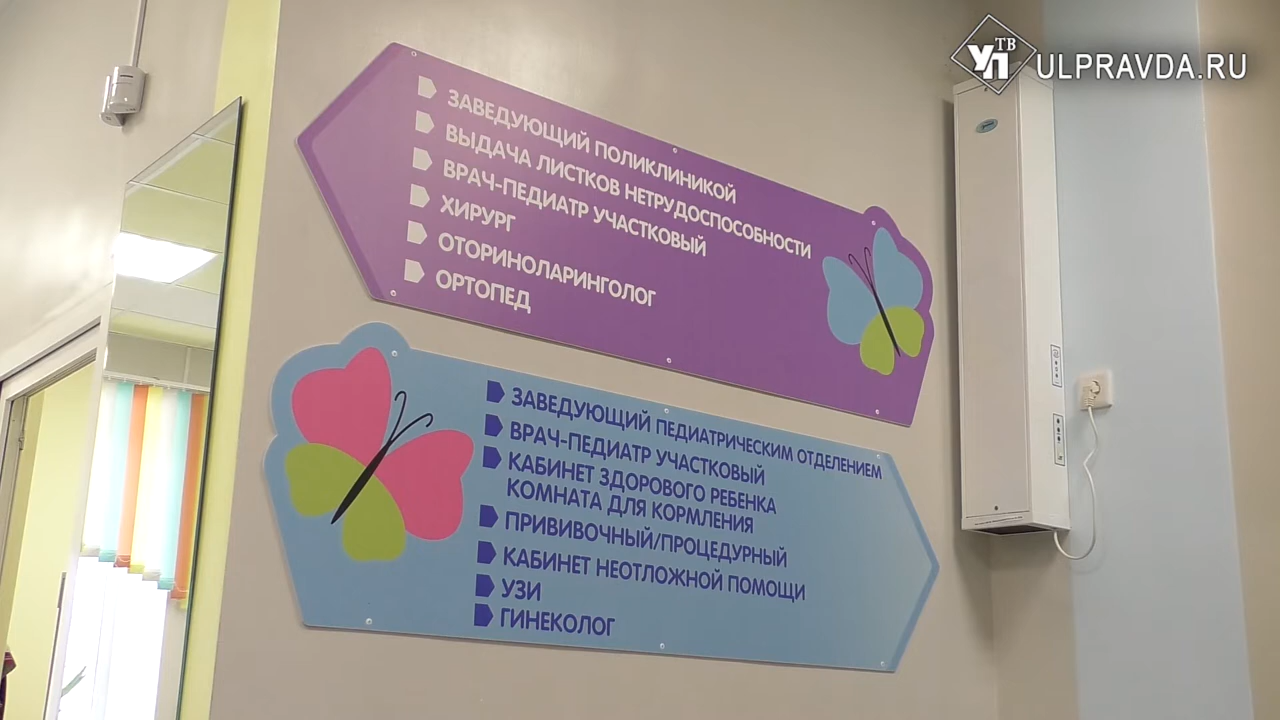 УП ТВ ULPRAVDA.RU
ЗАВЕДУЮЩИЙ ПОЛИКЛИНИКОЙ
ВЫДАЧА ЛИСТКОВ НЕТРУДОСПОСОБНОСТИ
ВРАЧ-ПЕДИАТР УЧАСТКОВЫЙ
ХИРУРГ
ОТОРИНОЛАРИНГОЛОГ
ОРТОПЕД
ЗАВЕДУЮЩИЙ ПЕДИАТРИЧЕСКИМ ОТДЕЛЕНИЕМ
ВРАЧ-ПЕДИАТР УЧАСТКОВЫЙ
КАБИНЕТ ЗДОРОВОГО РЕБЕНКА
КОМНАТА ДЛЯ КОРМЛЕНИЯ
ПРИВИВОЧНЫЙ/ПРОЦЕДУРНЫЙ
КАБИНЕТ НЕОТЛОЖНОЙ ПОМОЩИ
УЗИ
ГИНЕКОЛОГ